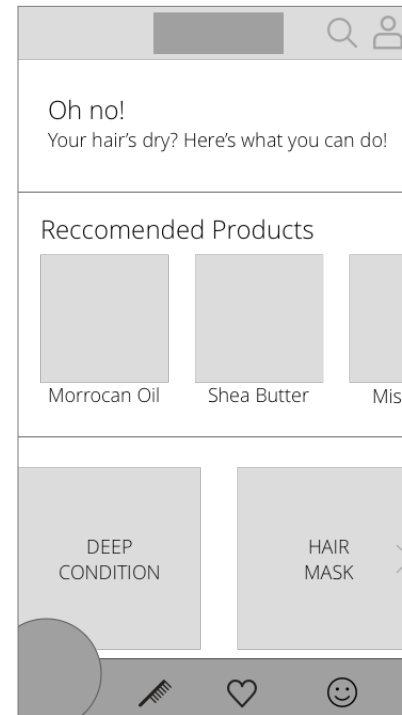 Oh no!
Your hair's dry? Here's what you can do!
Reccomended Products
Morrocan Oil
Shea Butter
Mis
DEEP
CONDITION
HAIR
MASK